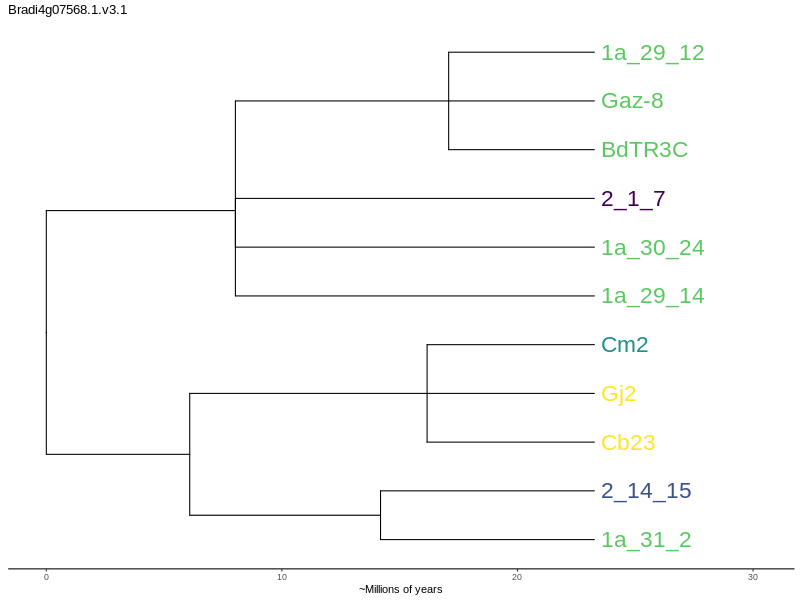 Bradi4g07568.1.v3.1
1a_29_12
Gaz-8
BdTR3C
2_1_7
1a_30_24
1a_29_14
Cm2
Gj2
Cb23
2_14_15
1a_31_2
0 10 20 30
~Millions of years